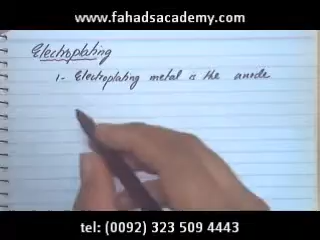 www.fahadsacademy.com
Electroplating
1- Electroplating metal is the anode
tel: (0092) 323 509 4443